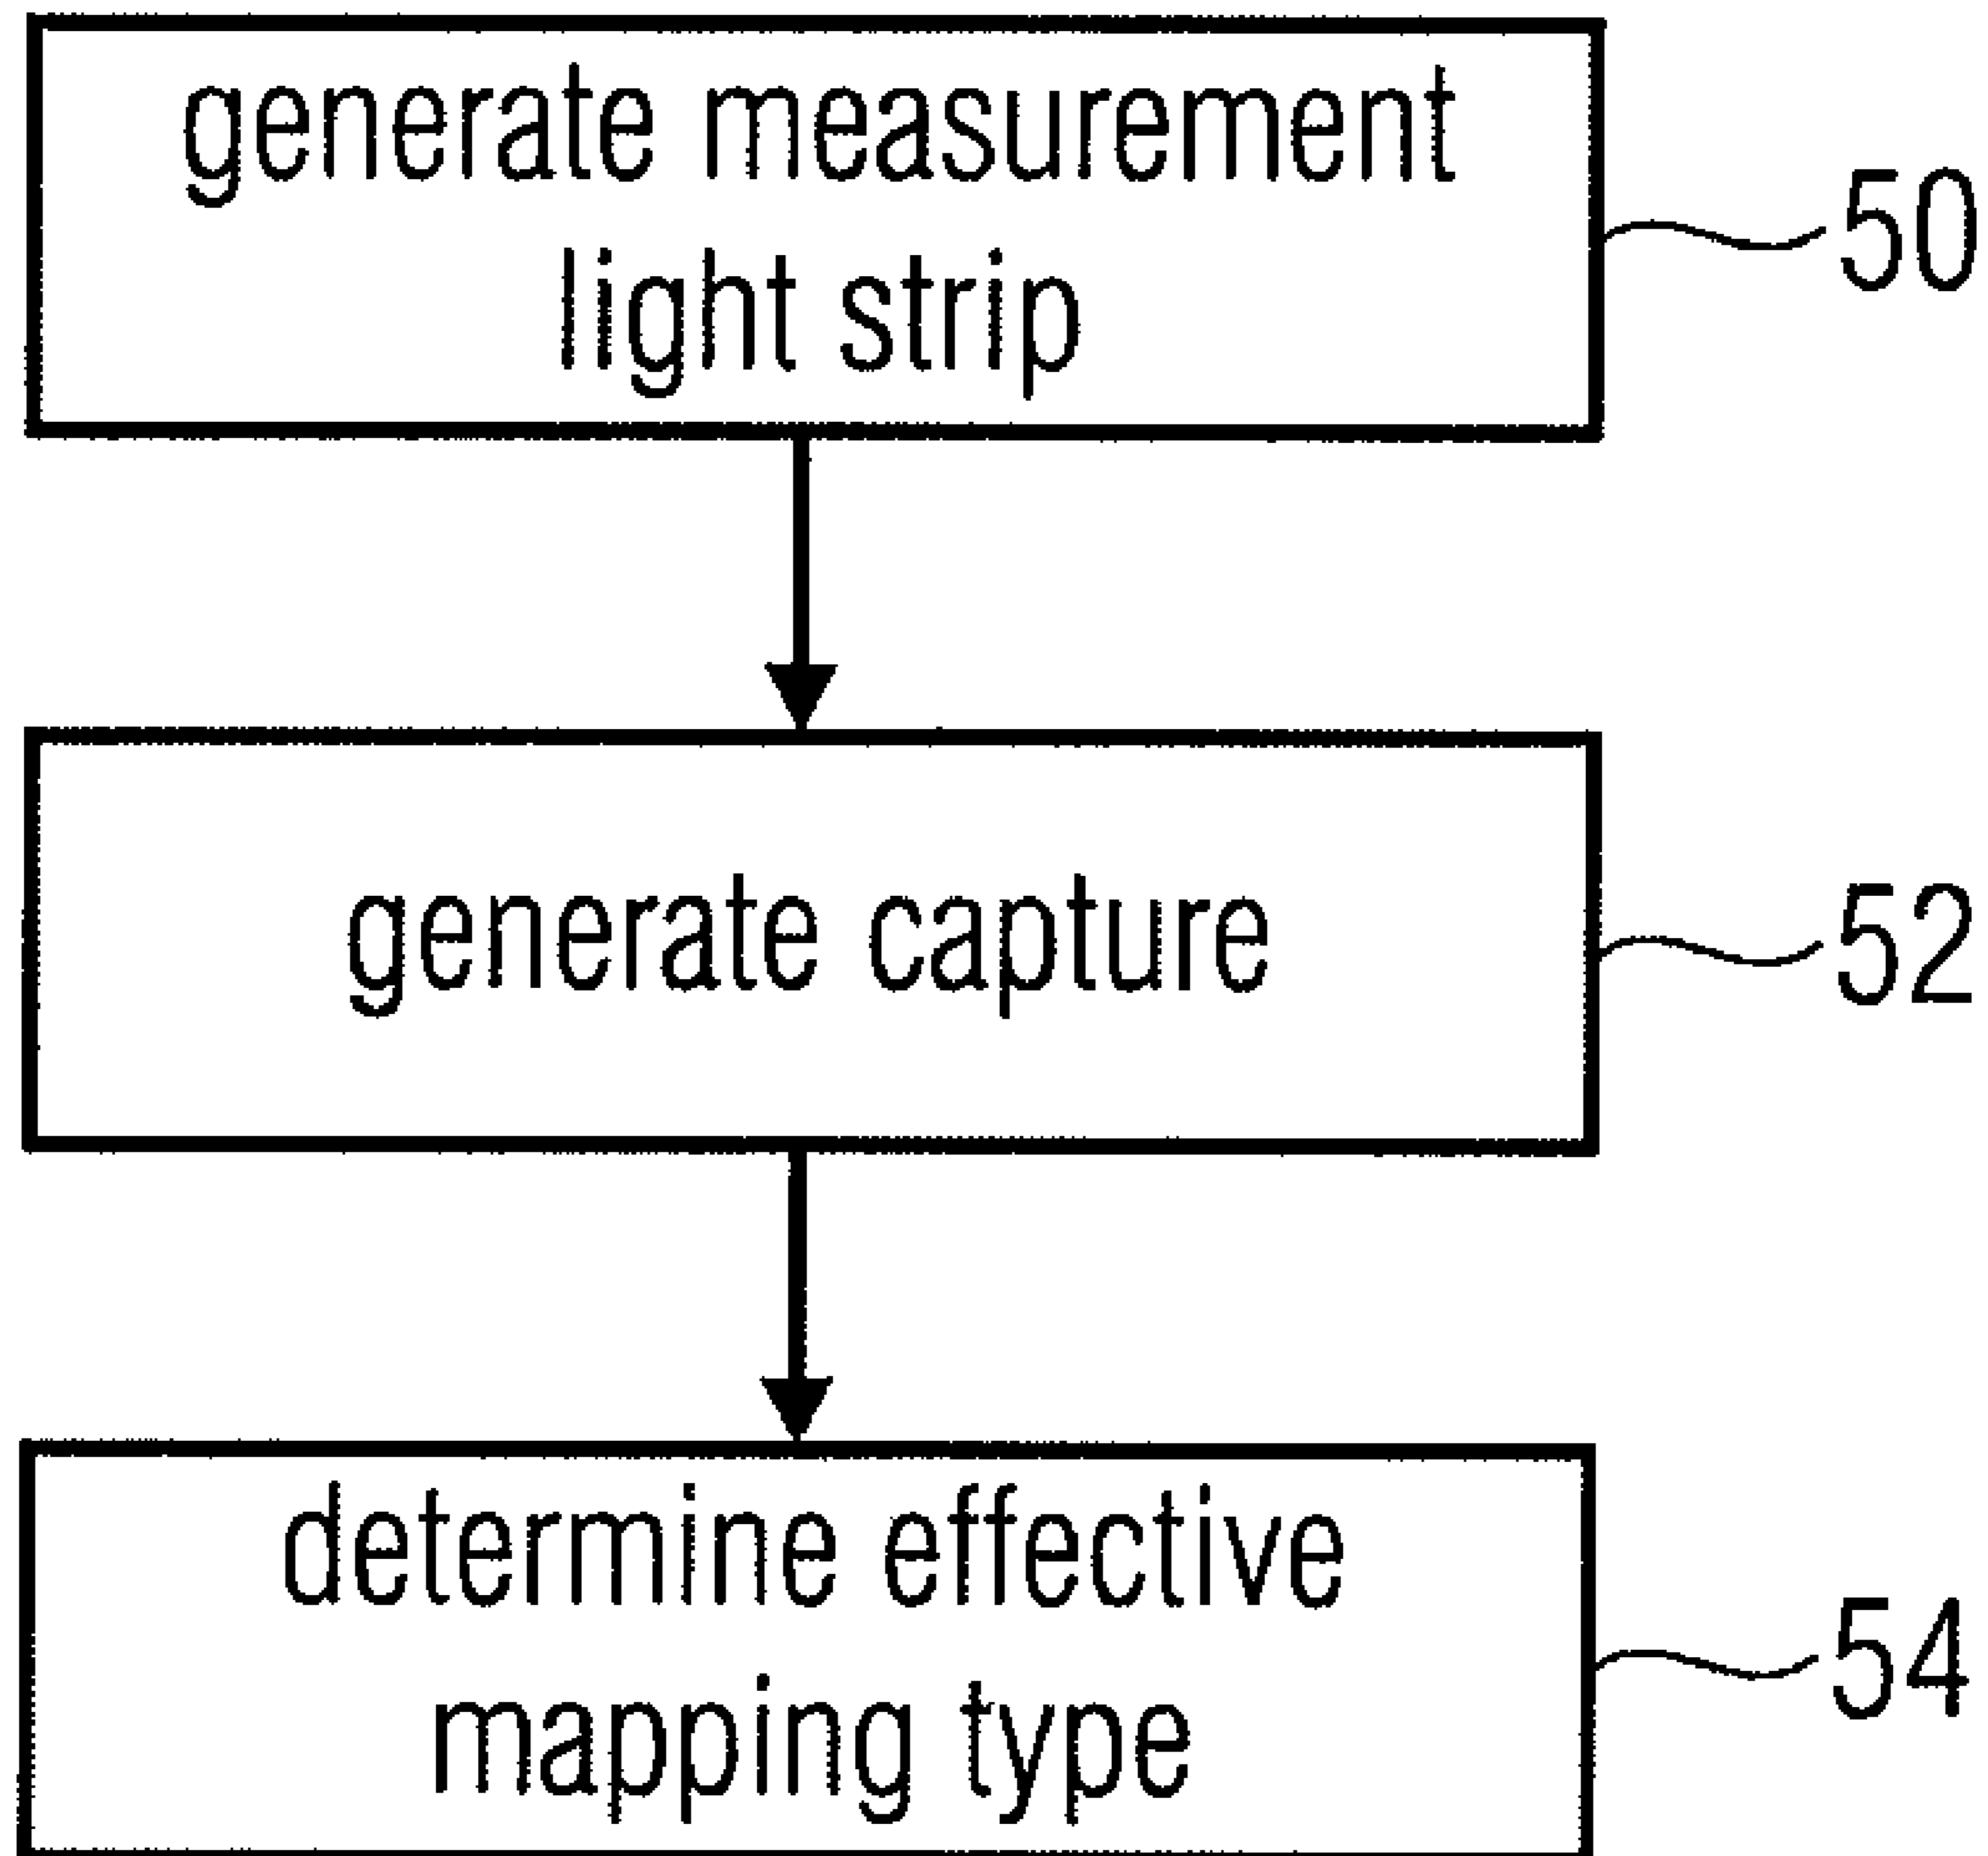 generate measurement
light strip
50
generate capture
52
determine effective
mapping type
54